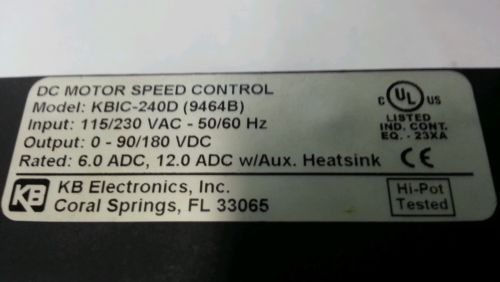 DC MOTOR SPEED CONTROL
Model: KBIC-240D (9464B)
Input: 115/230 VAC - 50/60 Hz
Output: 0 - 90/180 VDC
Rated: 6.0 ADC, 12.0 ADC w/Aux. Heatsink
C UL US
LISTED
IND. CONT.
EQ. - 23XA
CE
KB
KB Electronics, Inc.
Coral Springs, FL 33065
Hi-Pot
Tested